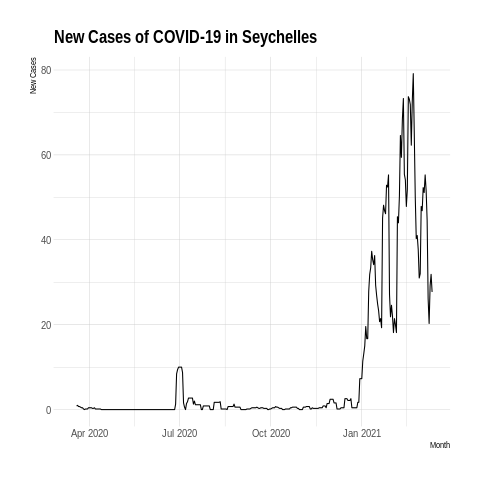 New Cases of COVID-19 in Seychelles
New Cases
80
60
40
20
0
Apr 2020
Jul 2020
Oct 2020
Jan 2021
Month